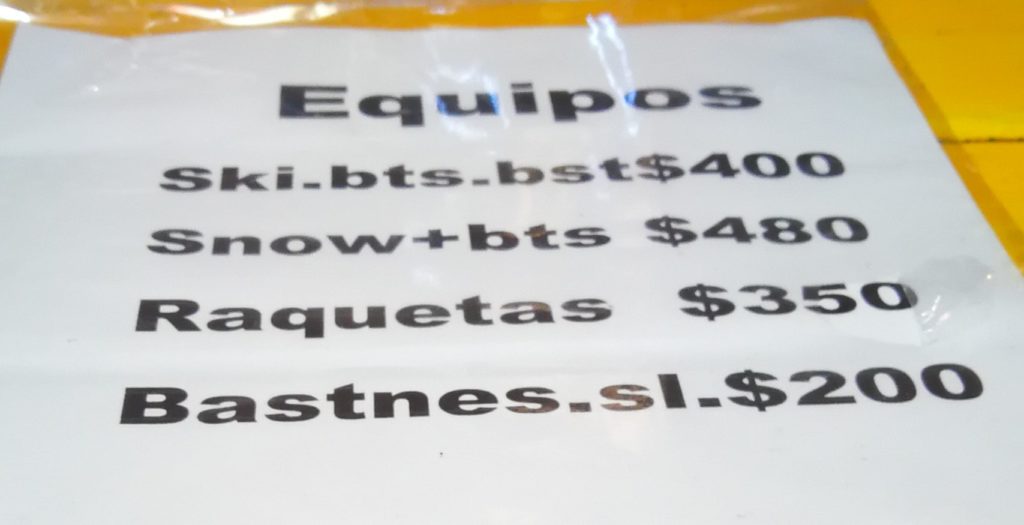 Equipos
Ski.bts.bst$400
Snow+bts $480
Raquetas $350
Bastnes.sl.$200